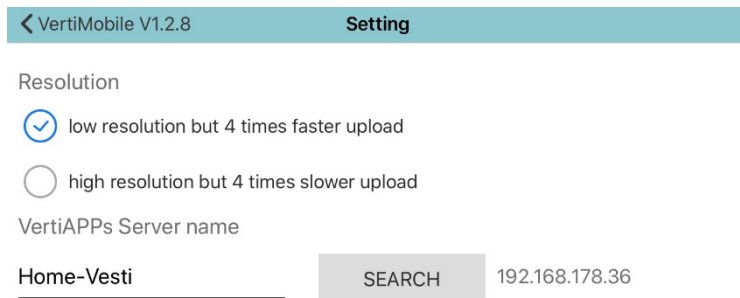 VertiMobile V1.2.8 Setting
Resolution
low resolution but 4 times faster upload
high resolution but 4 times slower upload
VertiAPPs Server name
Home-Vesti SEARCH 192.168.178.36